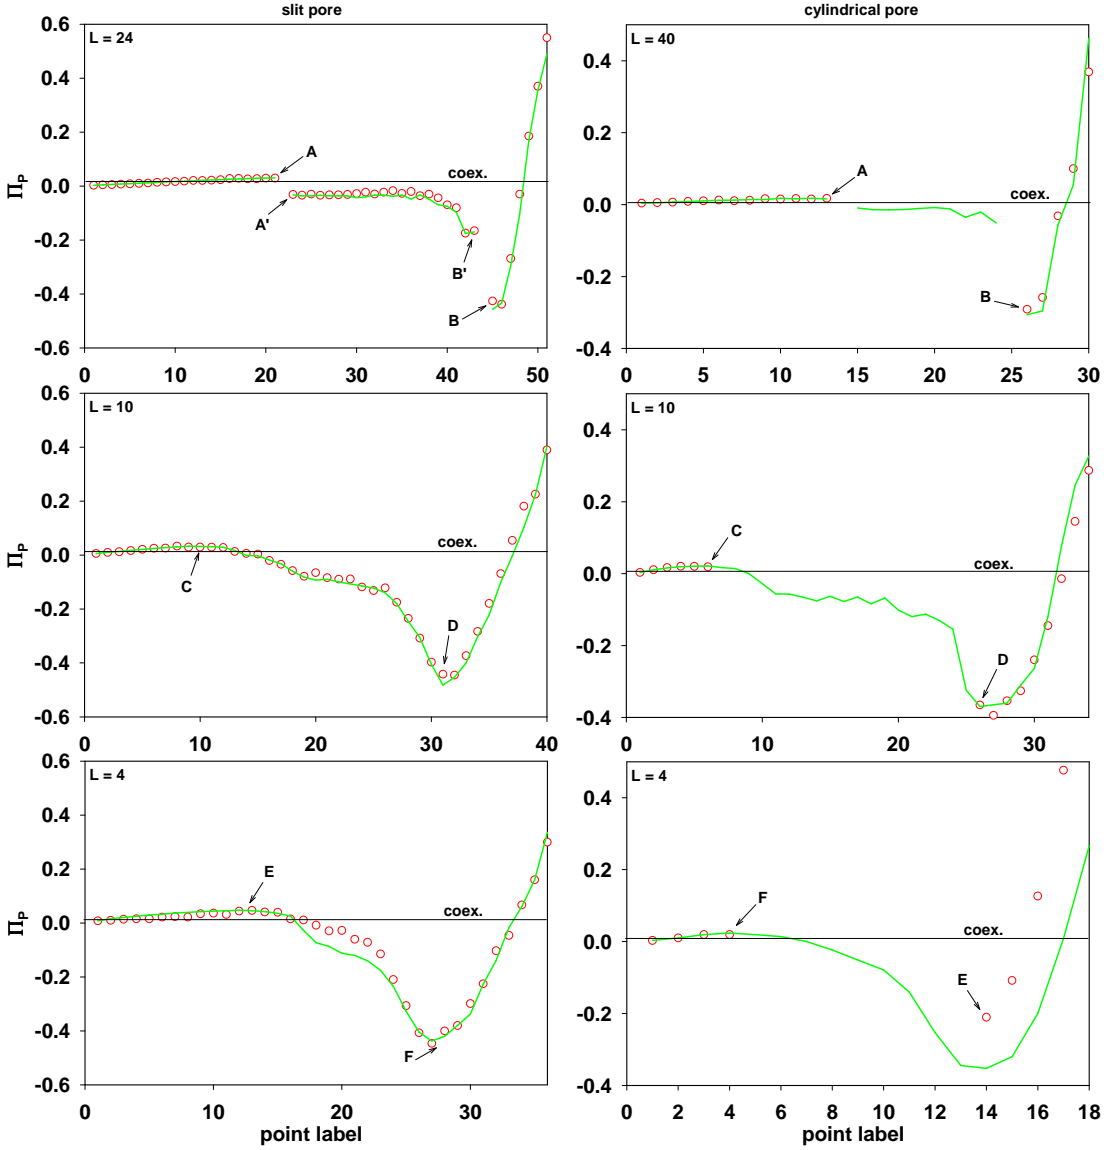 slit pore
cylindrical pore
L = 24
0.6
0.4
0.2
0.0
-0.2
-0.4
-0.6
Π_P
A
coex.
A'
B'
B
0 10 20 30 40 50
L = 40
0.4
0.2
0.0
-0.2
-0.4
A
coex.
B
0 5 10 15 20 25 30
L = 10
0.6
0.4
0.2
0.0
-0.2
-0.4
-0.6
Π_P
coex.
C
D
0 10 20 30 40
L = 10
0.4
0.2
0.0
-0.2
-0.4
C
coex.
D
0 10 20 30
L = 4
0.6
0.4
0.2
0.0
-0.2
-0.4
-0.6
Π_P
E
coex.
F
0 10 20 30
point label
L = 4
0.4
0.2
0.0
-0.2
-0.4
F
coex.
E
0 2 4 6 8 10 12 14 16 18
point label